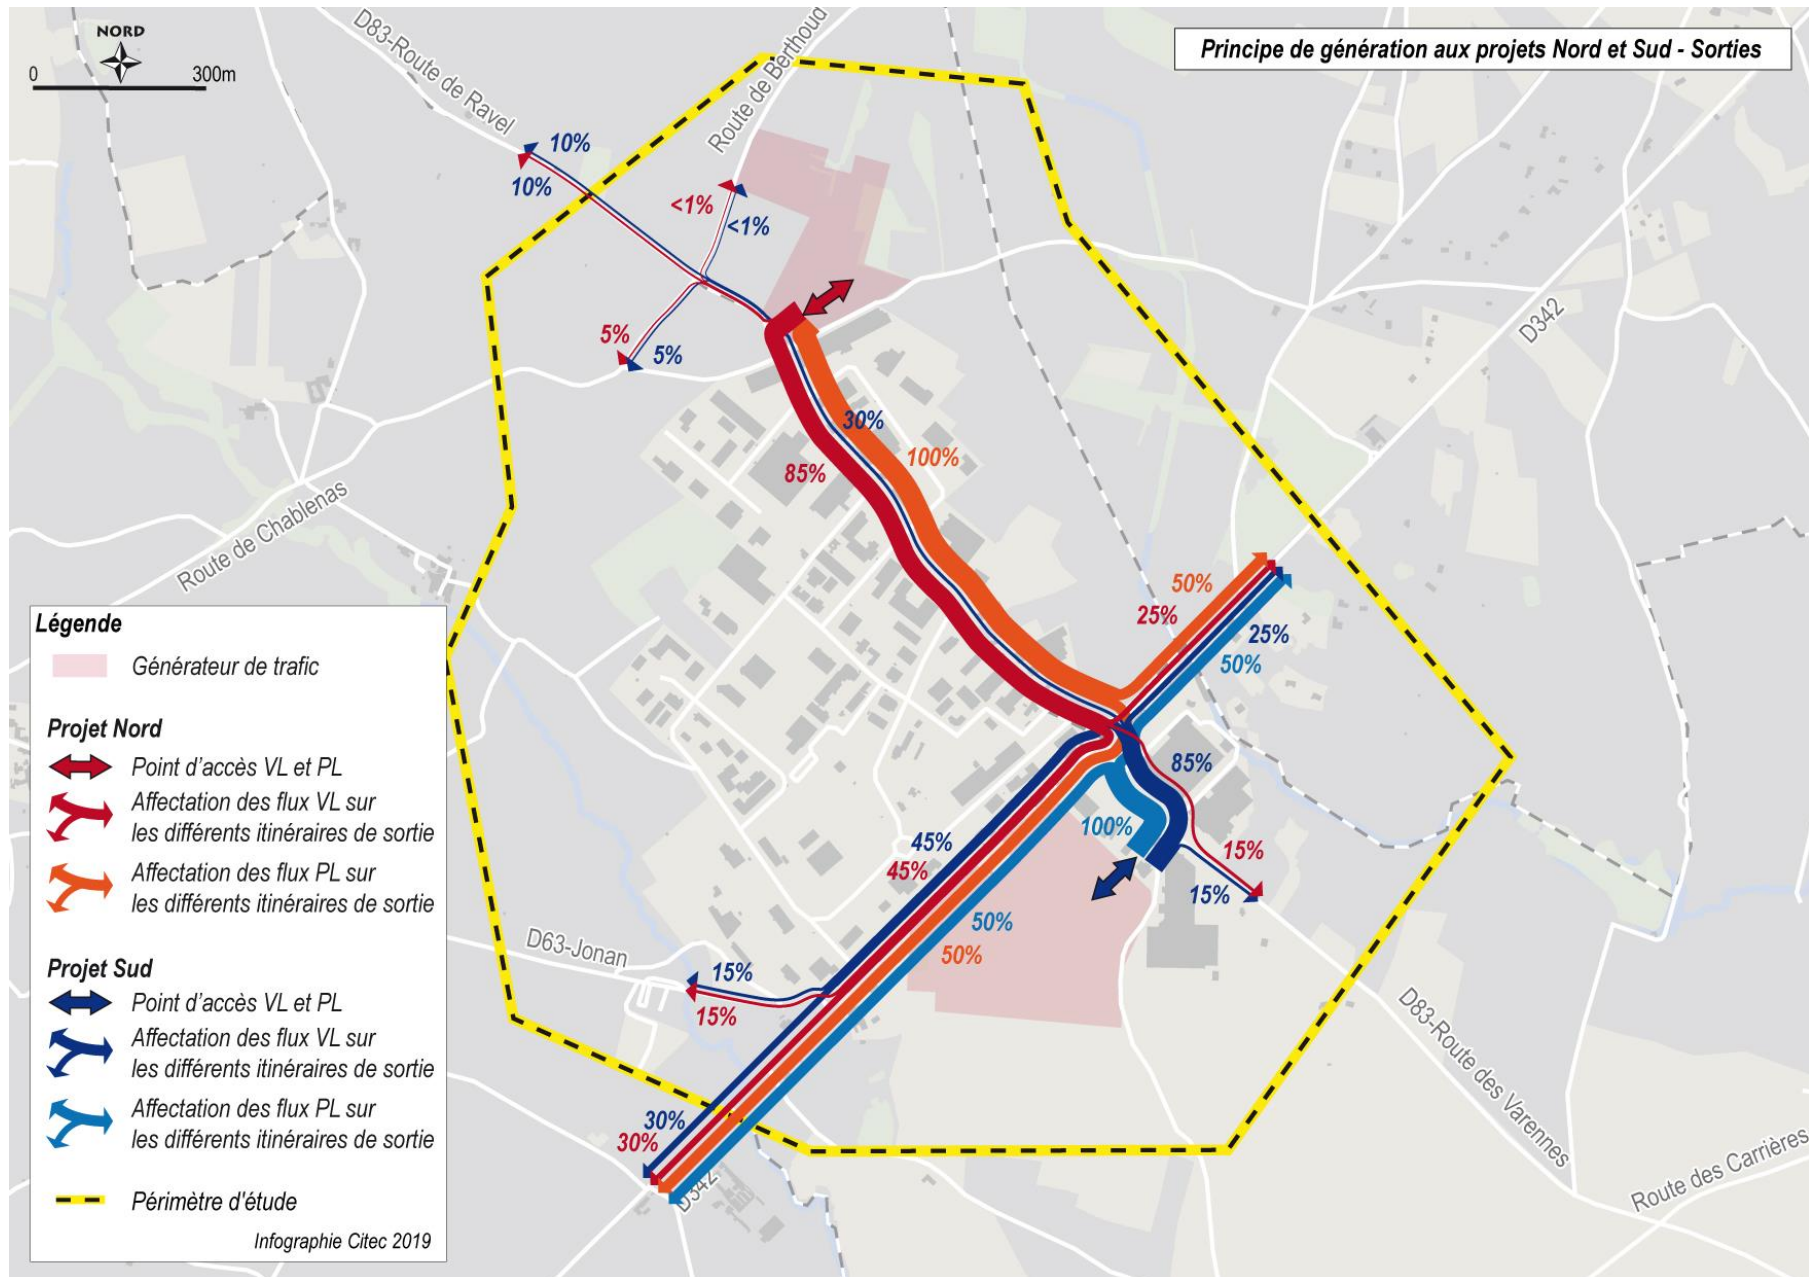 Principe de génération aux projets Nord et Sud - Sorties
NORD
0 300m
D83-Route de Ravel
Route de Berthoud
10%
10%
<1%
<1%
5%
5%
30%
100%
85%
D342
Route de Chablenas
50%
25%
25%
50%
85%
100%
45%
45%
15%
15%
50%
50%
D63-Jonan
15%
15%
30%
30%
D342
D83-Route des Varennes
Route des Carrières
Légende
Générateur de trafic
Projet Nord
Point d'accès VL et PL
Affectation des flux VL sur
les différents itinéraires de sortie
Affectation des flux PL sur
les différents itinéraires de sortie
Projet Sud
Point d'accès VL et PL
Affectation des flux VL sur
les différents itinéraires de sortie
Affectation des flux PL sur
les différents itinéraires de sortie
Périmètre d'étude
Infographie Citec 2019